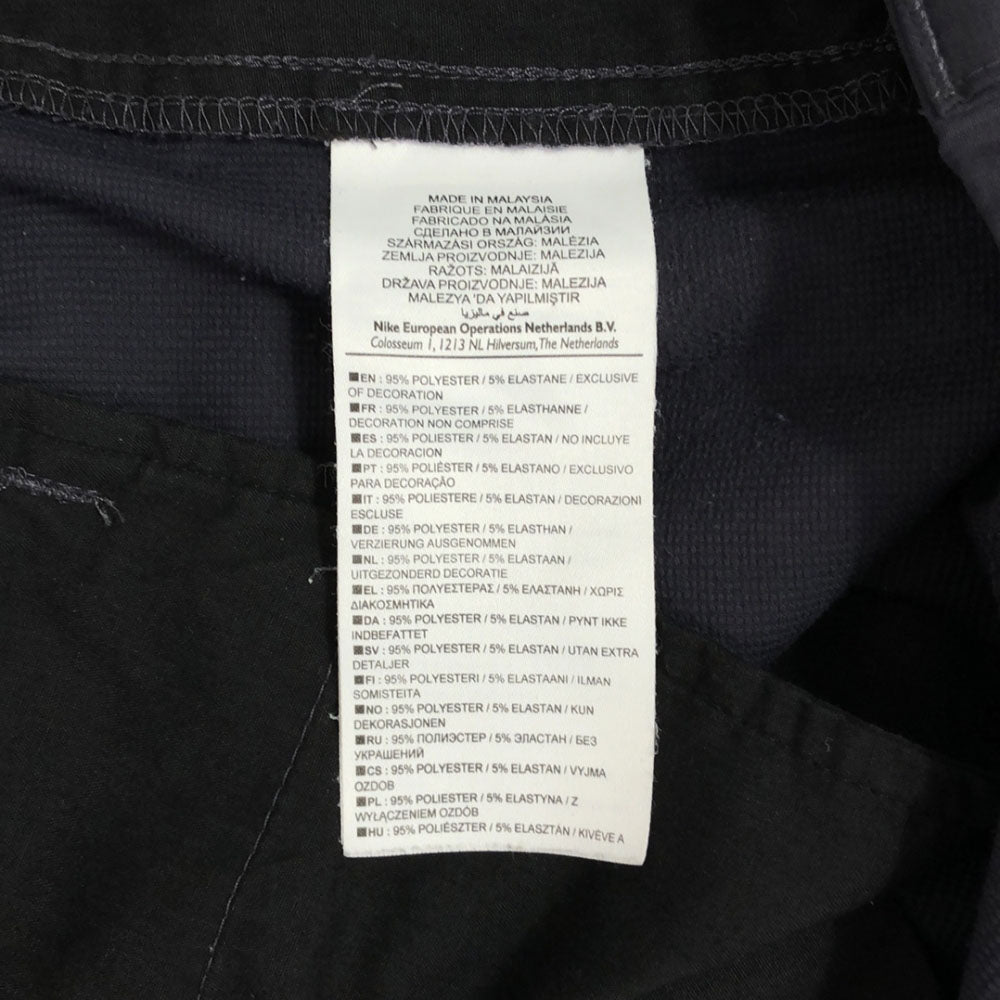 MADE IN MALAYSIA
FABRIQUE EN MALAISIE
FABRICADO NA MALÀSIA
СДЕЛАНО В МАЛАЙЗИИ
SZÁRMAZÁSI ORSZÁG: MALÉZIA
ZEMLJA PROIZVODNJE: MALEZIJA
RAŽOTS: MALAIZIJĀ
DRŽAVA PROIZVODNJE: MALEZIJA
MALEZYA 'DA YAPILMIŞTIR
صنع في ماليزيا
Nike European Operations Netherlands B.V.
Colosseum 1, 1213 NL Hilversum, The Netherlands
EN : 95% POLYESTER / 5% ELASTANE / EXCLUSIVE
OF DECORATION
FR : 95% POLYESTER / 5% ELASTHANNE /
DECORATION NON COMPRISE
ES : 95% POLIESTER / 5% ELASTAN / NO INCLUYE
LA DECORACION
PT : 95% POLIÉSTER / 5% ELASTANO / EXCLUSIVO
PARA DECORAÇÃO
IT : 95% POLIESTERE / 5% ELASTAN / DECORAZIONI
ESCLUSE
DE : 95% POLYESTER / 5% ELASTHAN /
VERZIERUNG AUSGENOMMEN
NL : 95% POLYESTER / 5% ELASTAAN /
UITGEZONDERD DECORATIE
EL : 95% ΠΟΛΥΕΣΤΕΡΑΣ / 5% ΕΛΑΣΤΑΝΗ / ΧΩΡΙΣ
ΔΙΑΚΟΣΜΗΤΙΚΑ
DA : 95% POLYESTER / 5% ELASTAN / PYNT IKKE
INDBEFATTET
SV : 95% POLYESTER / 5% ELASTAN / UTAN EXTRA
DETALJER
FI : 95% POLYESTERI / 5% ELASTAANI / ILMAN
SOMISTEITA
NO : 95% POLYESTER / 5% ELASTAN / KUN
DEKORASJONEN
RU : 95% ПОЛИЭСТЕР / 5% ЭЛАСТАН / БЕЗ
УКРАШЕНИЙ
CS : 95% POLYESTER / 5% ELASTAN / VYJMA
OZDOB
PL : 95% POLIESTER / 5% ELASTYNA / Z
WYŁĄCZENIEM OZDÓB
HU : 95% POLIÉSZTER / 5% ELASZTÁN / KIVÉVE A